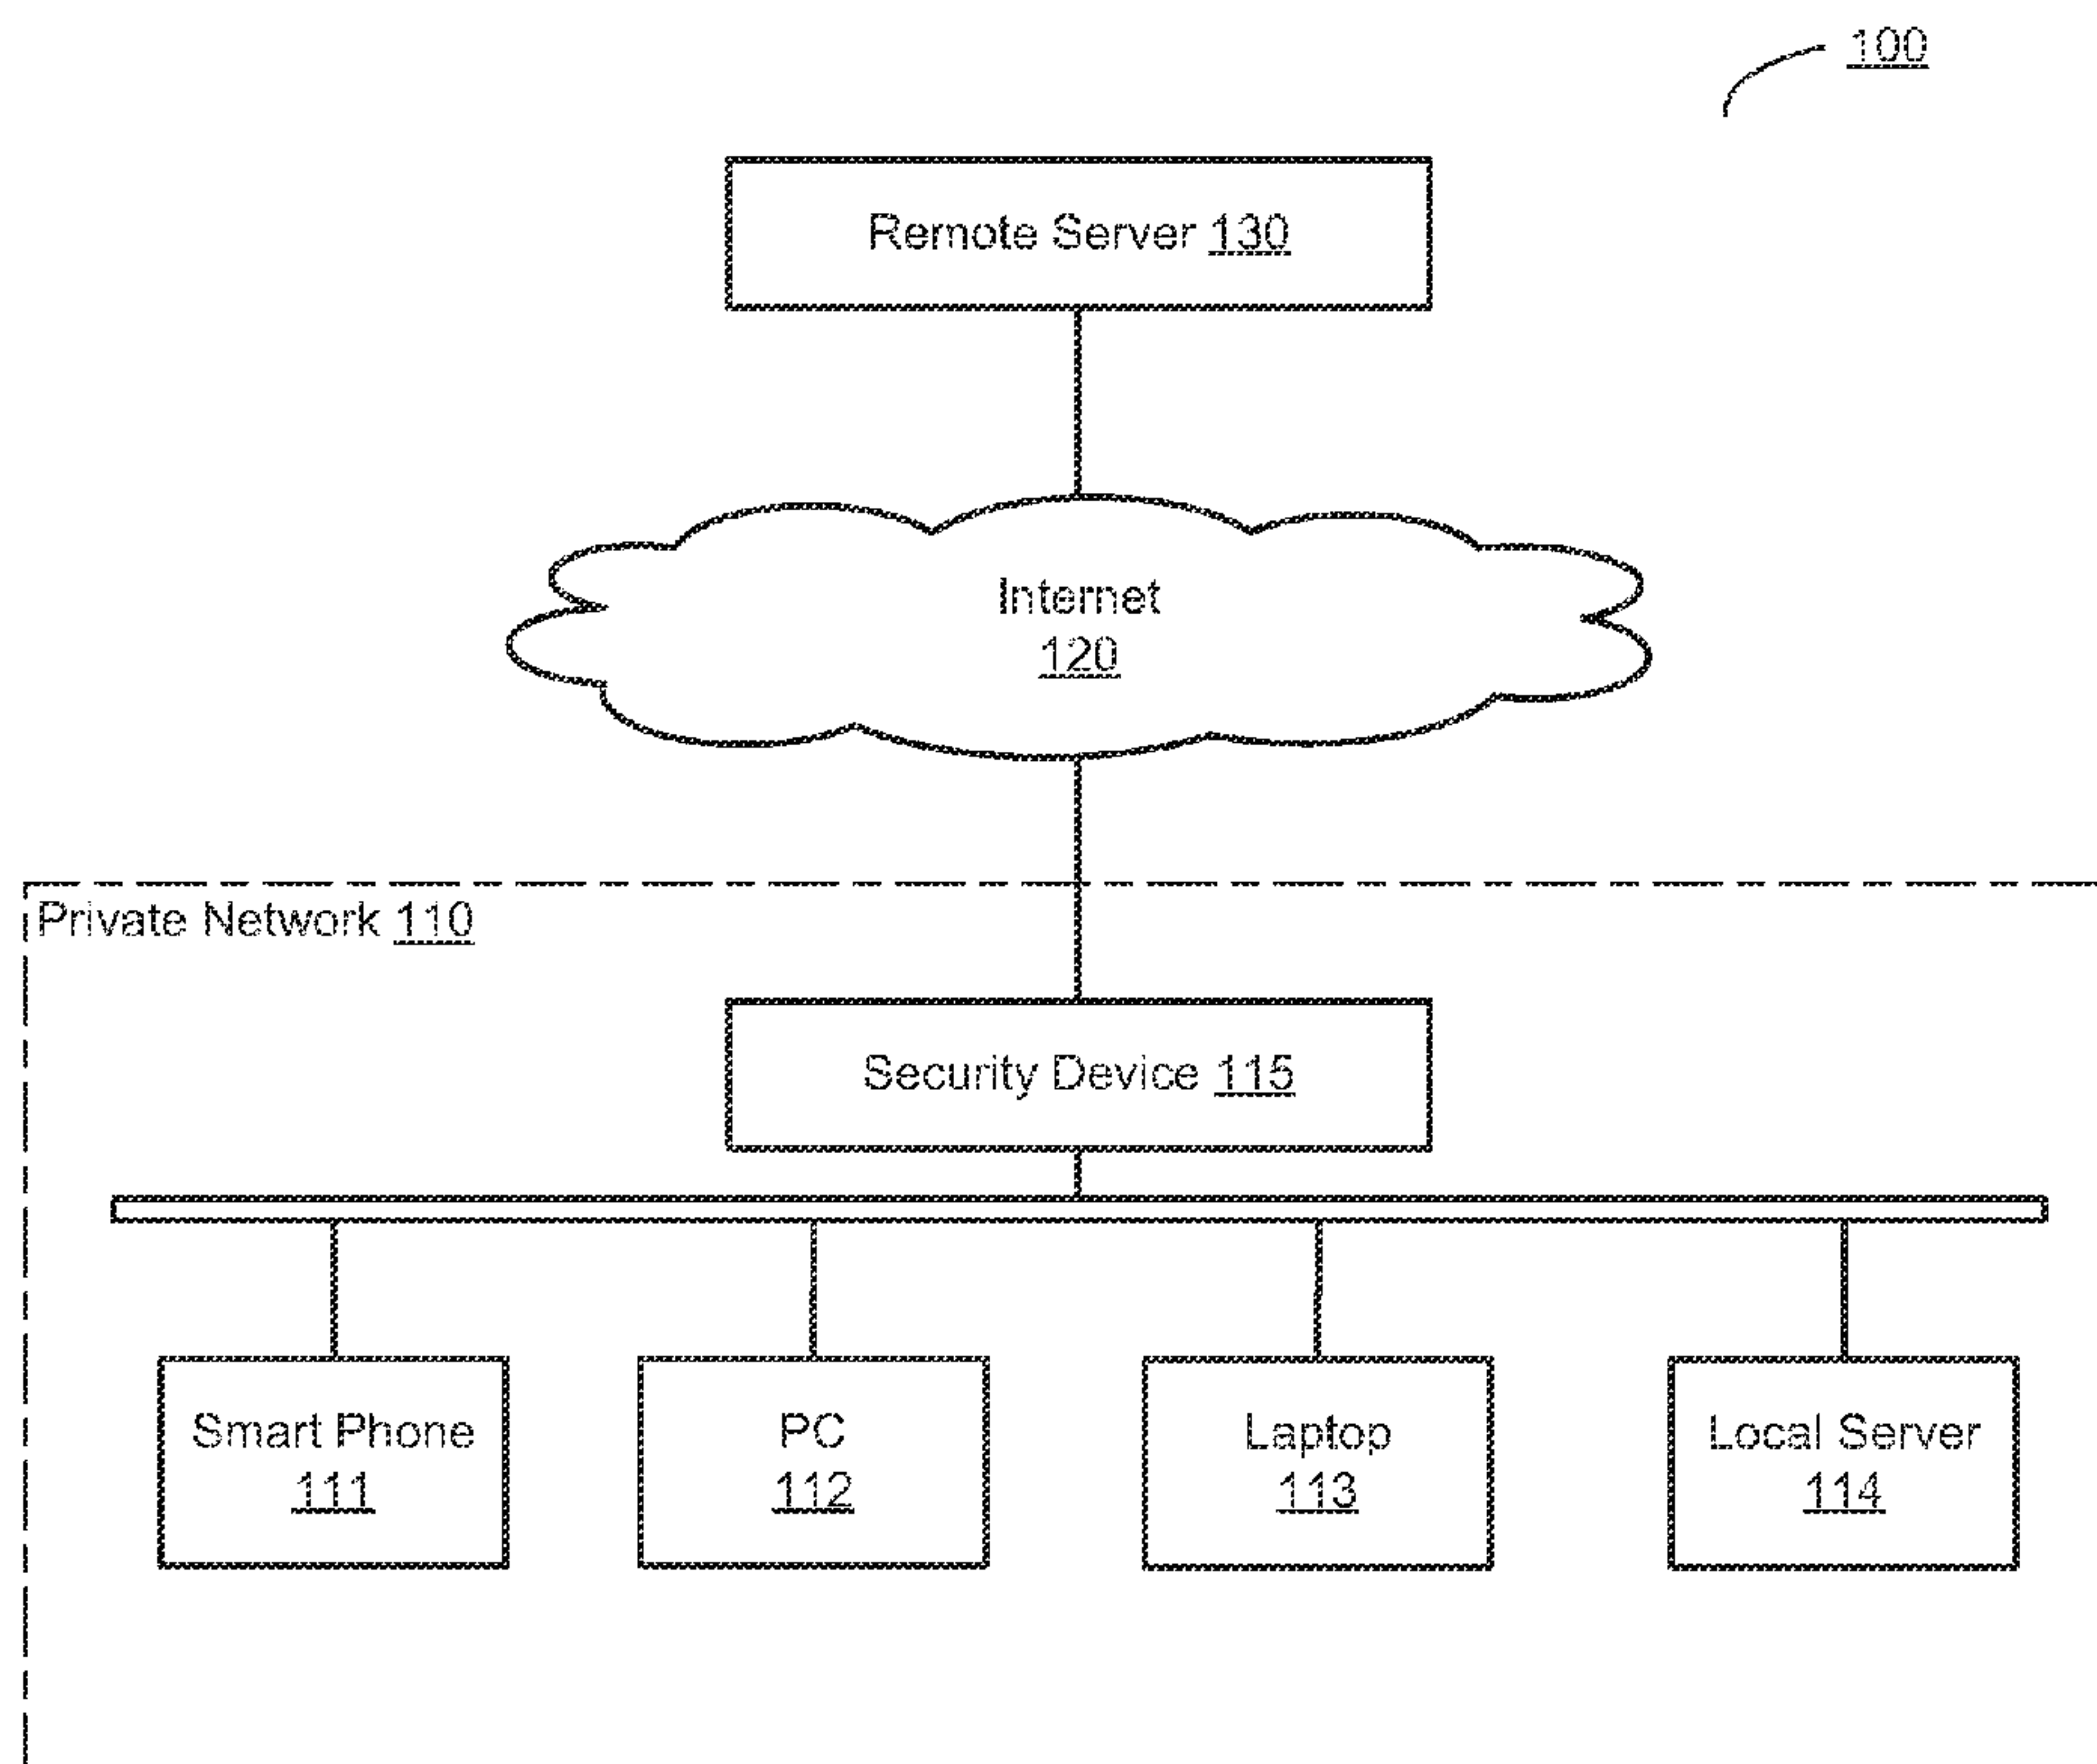 100
Remote Server 130
Internet
120
Private Network 110
Security Device 115
Smart Phone
111
PC
112
Laptop
113
Local Server
114